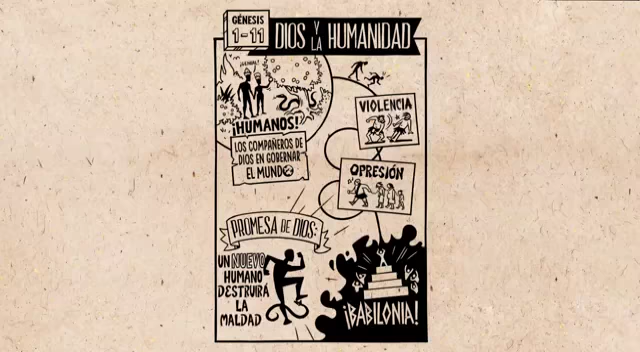 GÉNESIS
1-11
DIOS Y LA HUMANIDAD
¡HUMANOS!
LOS COMPAÑEROS DE
DIOS EN GOBERNAR
EL MUNDO
VIOLENCIA
OPRESIÓN
PROMESA DE DIOS:
UN NUEVO
HUMANO
DESTRUIRÁ
LA
MALDAD
¡BABILONIA!